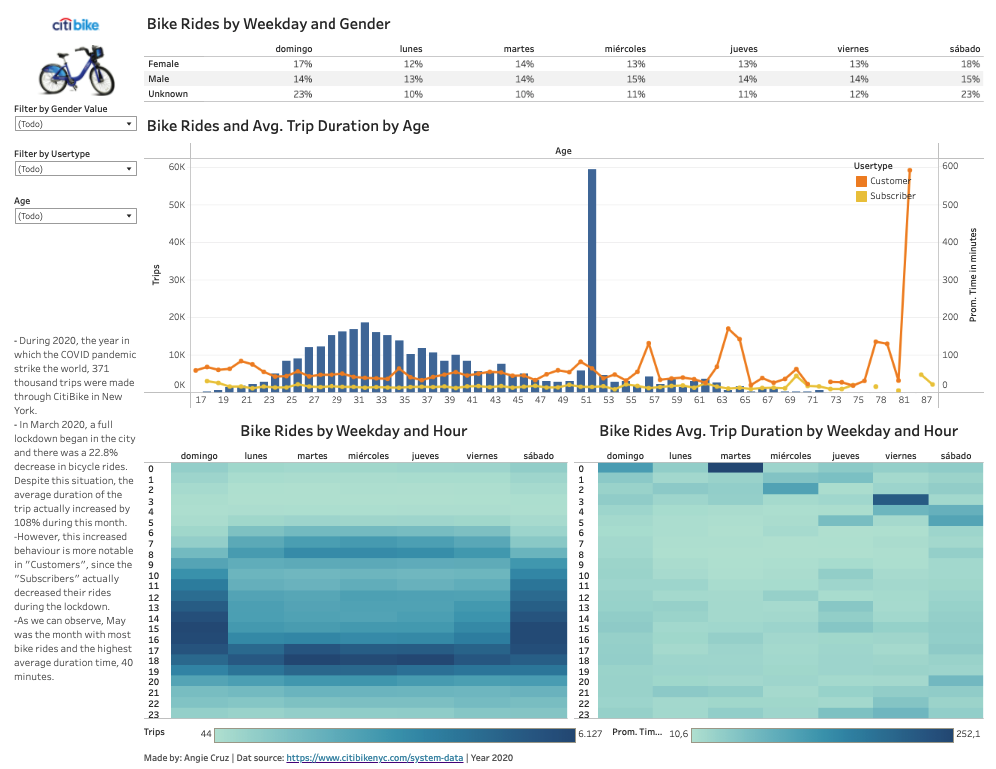 citi bike
Bike Rides by Weekday and Gender
domingo lunes martes miércoles jueves viernes sábado
Female 17% 12% 14% 13% 13% 13% 18%
Male 14% 13% 14% 15% 14% 14% 15%
Unknown 23% 10% 10% 11% 11% 12% 23%
Filter by Gender Value
(Todo)
Filter by Usertype
(Todo)
Age
(Todo)
- During 2020, the year in
which the COVID pandemic
strike the world, 371
thousand trips were made
through CitiBike in New
York.
- In March 2020, a full
lockdown began in the city
and there was a 22.8%
decrease in bicycle rides.
Despite this situation, the
average duration of the
trip actually increased by
108% during this month.
-However, this increased
behaviour is more notable
in "Customers", since the
"Subscribers" actually
decreased their rides
during the lockdown.
-As we can observe, May
was the month with most
bike rides and the highest
average duration time, 40
minutes.
Bike Rides and Avg. Trip Duration by Age
Age
Usertype
Customer
Subscriber
60K
50K
40K
30K
20K
10K
0K
Trips
600
500
400
300
200
100
0
Prom. Time in minutes
17 19 21 23 25 27 29 31 33 35 37 39 41 43 45 47 49 51 53 55 57 59 61 63 65 67 69 71 73 75 78 81 87
Bike Rides by Weekday and Hour
domingo lunes martes miércoles jueves viernes sábado
0
1
2
3
4
5
6
7
8
9
10
11
12
13
14
15
16
17
18
19
20
21
22
23
Trips 44 6.127
Bike Rides Avg. Trip Duration by Weekday and Hour
domingo lunes martes miércoles jueves viernes sábado
0
1
2
3
4
5
6
7
8
9
10
11
12
13
14
15
16
17
18
19
20
21
22
23
Prom. Tim... 10,6 252,1
Made by: Angie Cruz | Dat source: https://www.citibikenyc.com/system-data | Year 2020